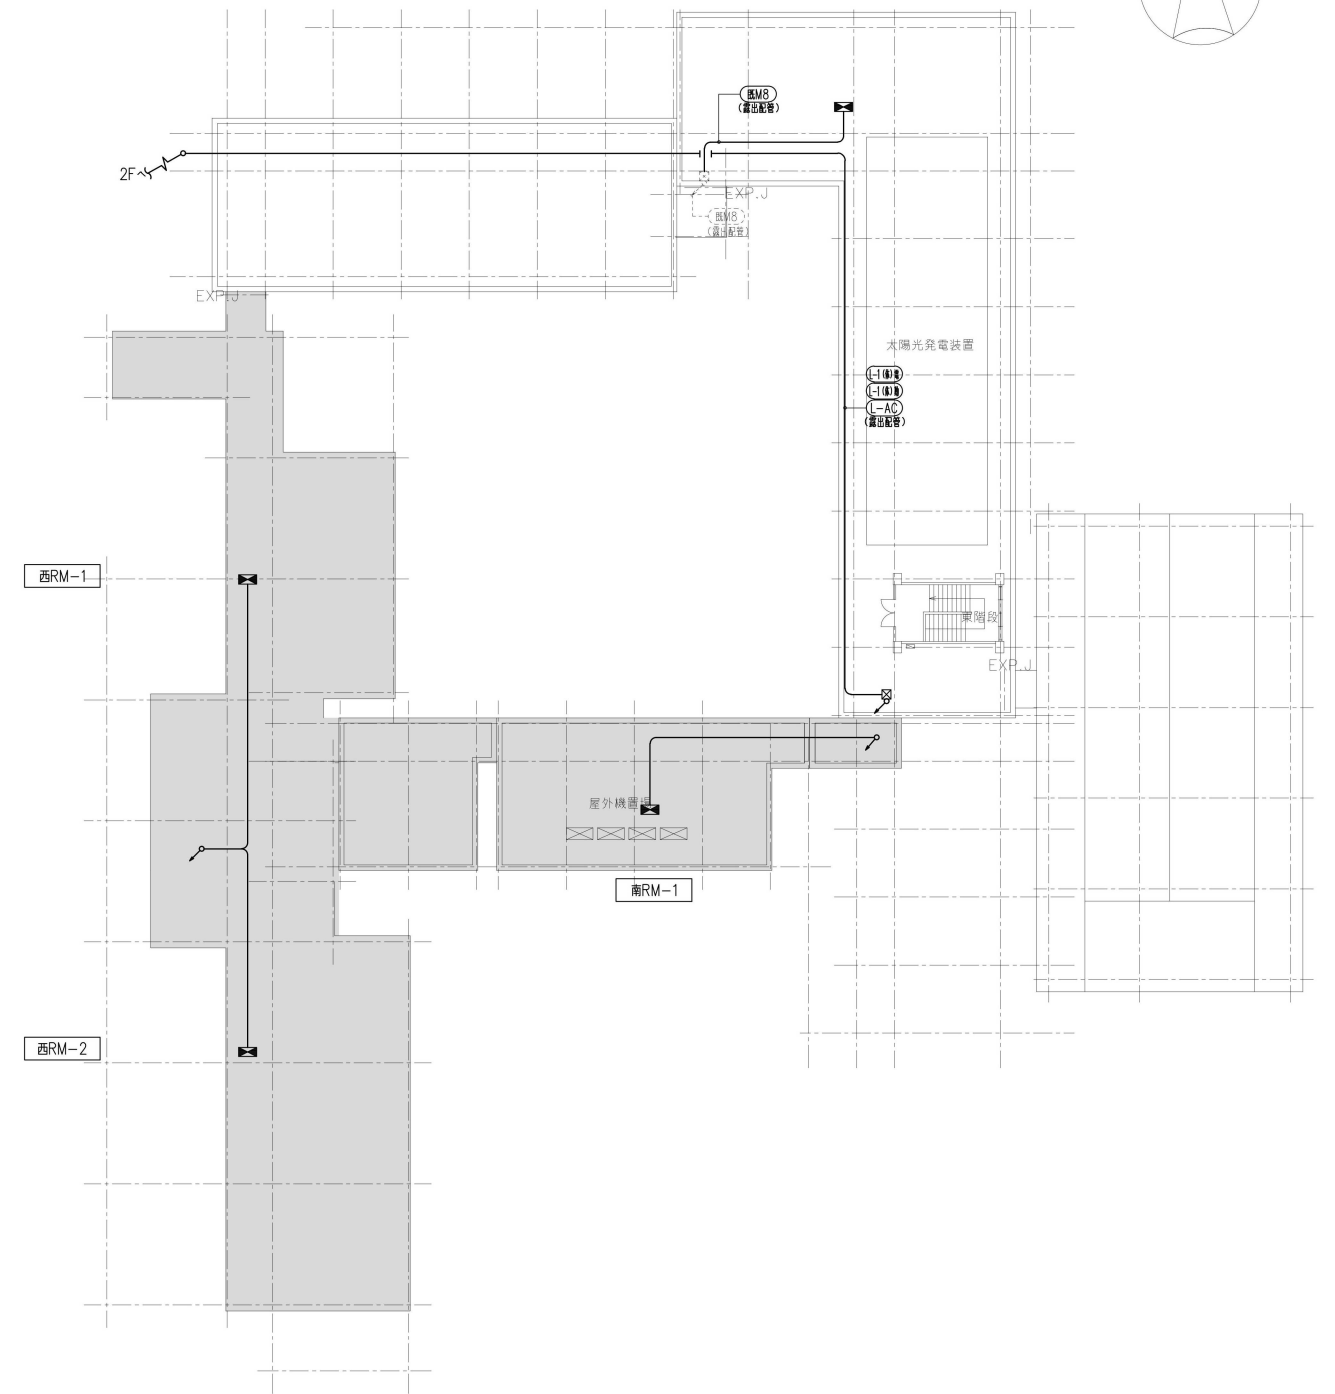 既M8
(露出配管)
2Fへ
EXP.J
既M8
(露出配管)
EXP.J
太陽光発電装置
L-AC
(露出配管)
西RM-1
東階段
EXP.J
屋外機置場
南RM-1
西RM-2